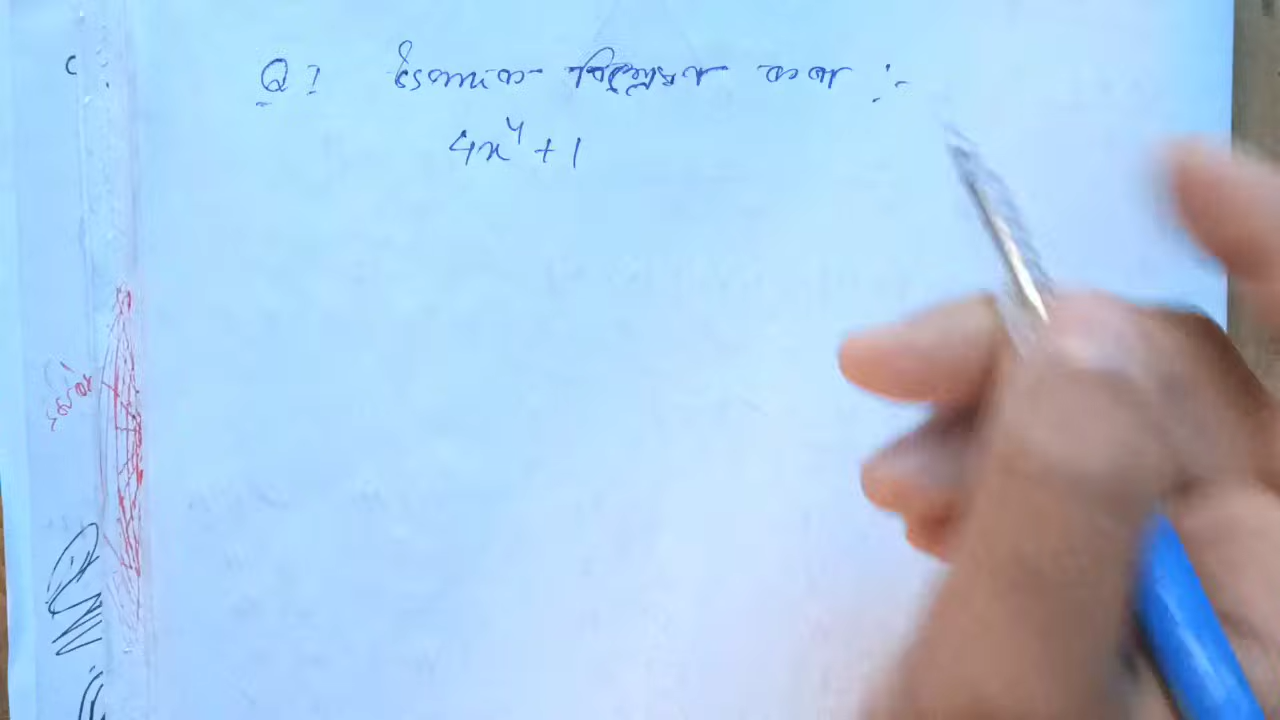 Q? উৎপাদক বিশ্লেষণ কর :-
4x⁴ + 1